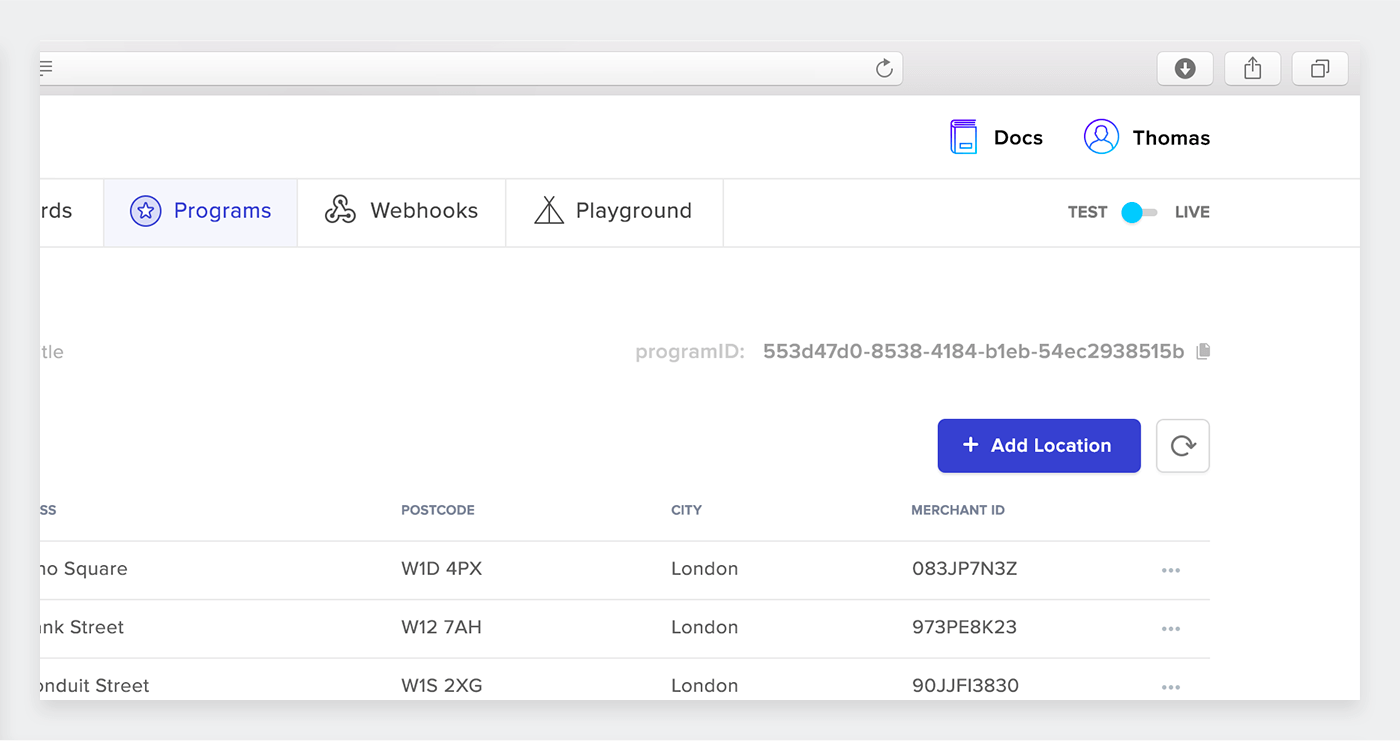 Docs Thomas
rds Programs Webhooks Playground TEST LIVE
tle programID: 553d47d0-8538-4184-b1eb-54ec2938515b
+ Add Location
SS POSTCODE CITY MERCHANT ID
ho Square W1D 4PX London 083JP7N3Z
ank Street W12 7AH London 973PE8K23
onduit Street W1S 2XG London 90JJFI3830